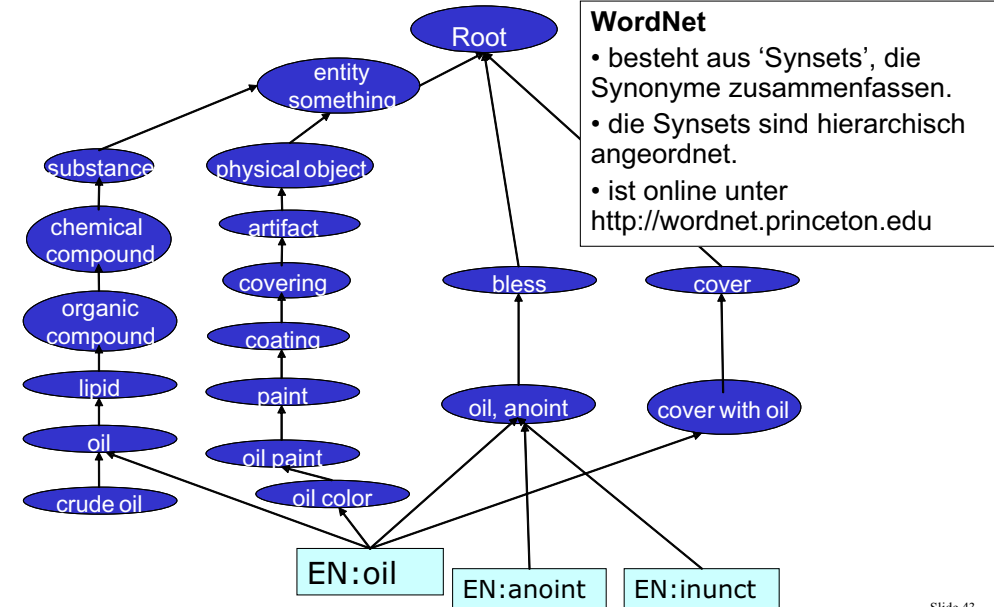 Root
entity
something
substance
physical object
chemical
compound
artifact
covering
bless
cover
organic
compound
coating
lipid
paint
oil, anoint
cover with oil
oil
oil paint
crude oil
oil color
EN:oil
EN:anoint
EN:inunct
WordNet
• besteht aus ‘Synsets’, die
Synonyme zusammenfassen.
• die Synsets sind hierarchisch
angeordnet.
• ist online unter
http://wordnet.princeton.edu
Slide 43